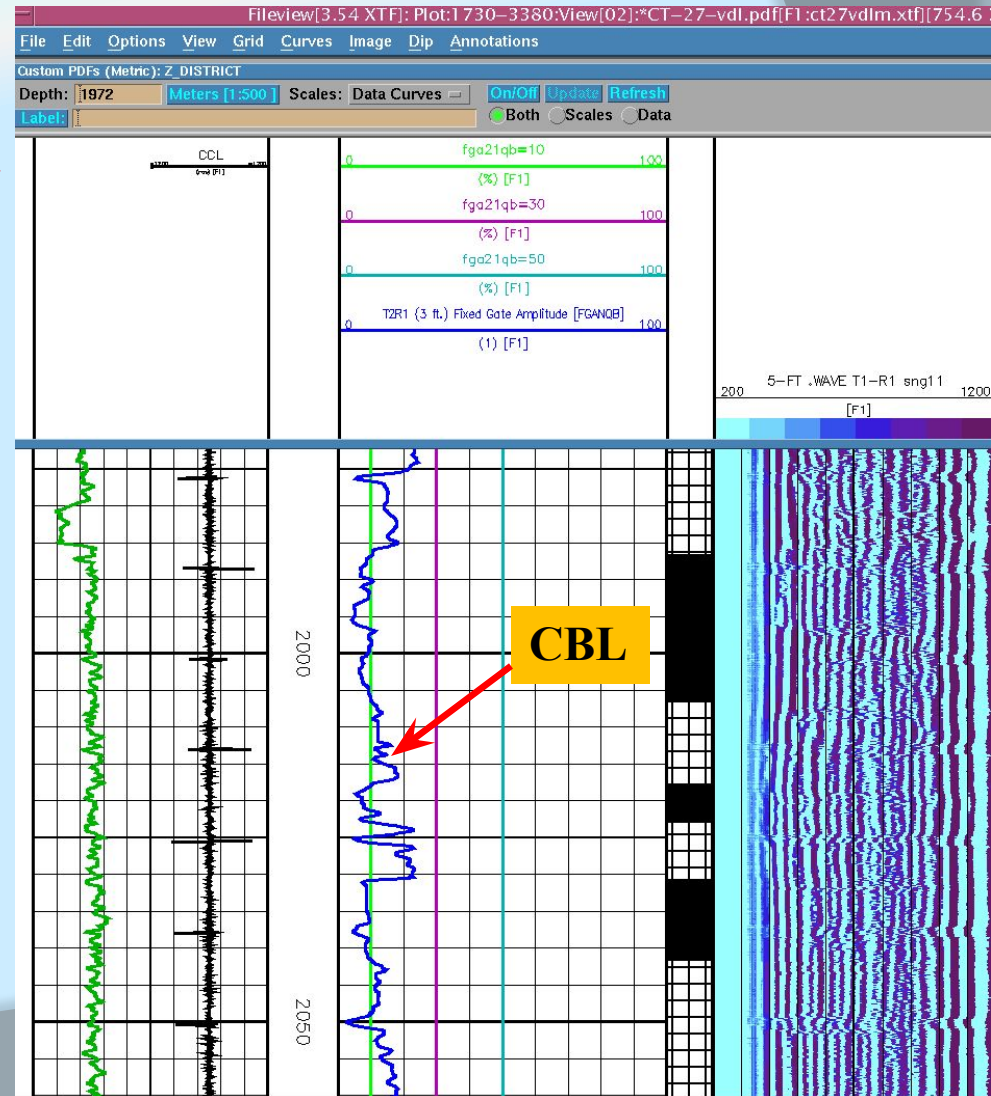 Fileview[3.54 XTF]: Plot:1730-3380:View[02]:*CT-27-vdl.pdf[F1:ct27vdlm.xtf][754.6
File Edit Options View Grid Curves Image Dip Annotations
Custom PDFs (Metric): Z_DISTRICT
Depth: 1972 Meters [1:500 ] Scales: Data Curves On/Off Update Refresh
Label: Both Scales Data
CCL
[F1]
0 fga21qb=10 100
(%) [F1]
0 fga21qb=30 100
(%) [F1]
0 fga21qb=50 100
(%) [F1]
0 T2R1 (3 ft.) Fixed Gate Amplitude [FGANQB] 100
(1) [F1]
200 5-FT .WAVE T1-R1 sng11 1200
[F1]
2000
CBL
2050